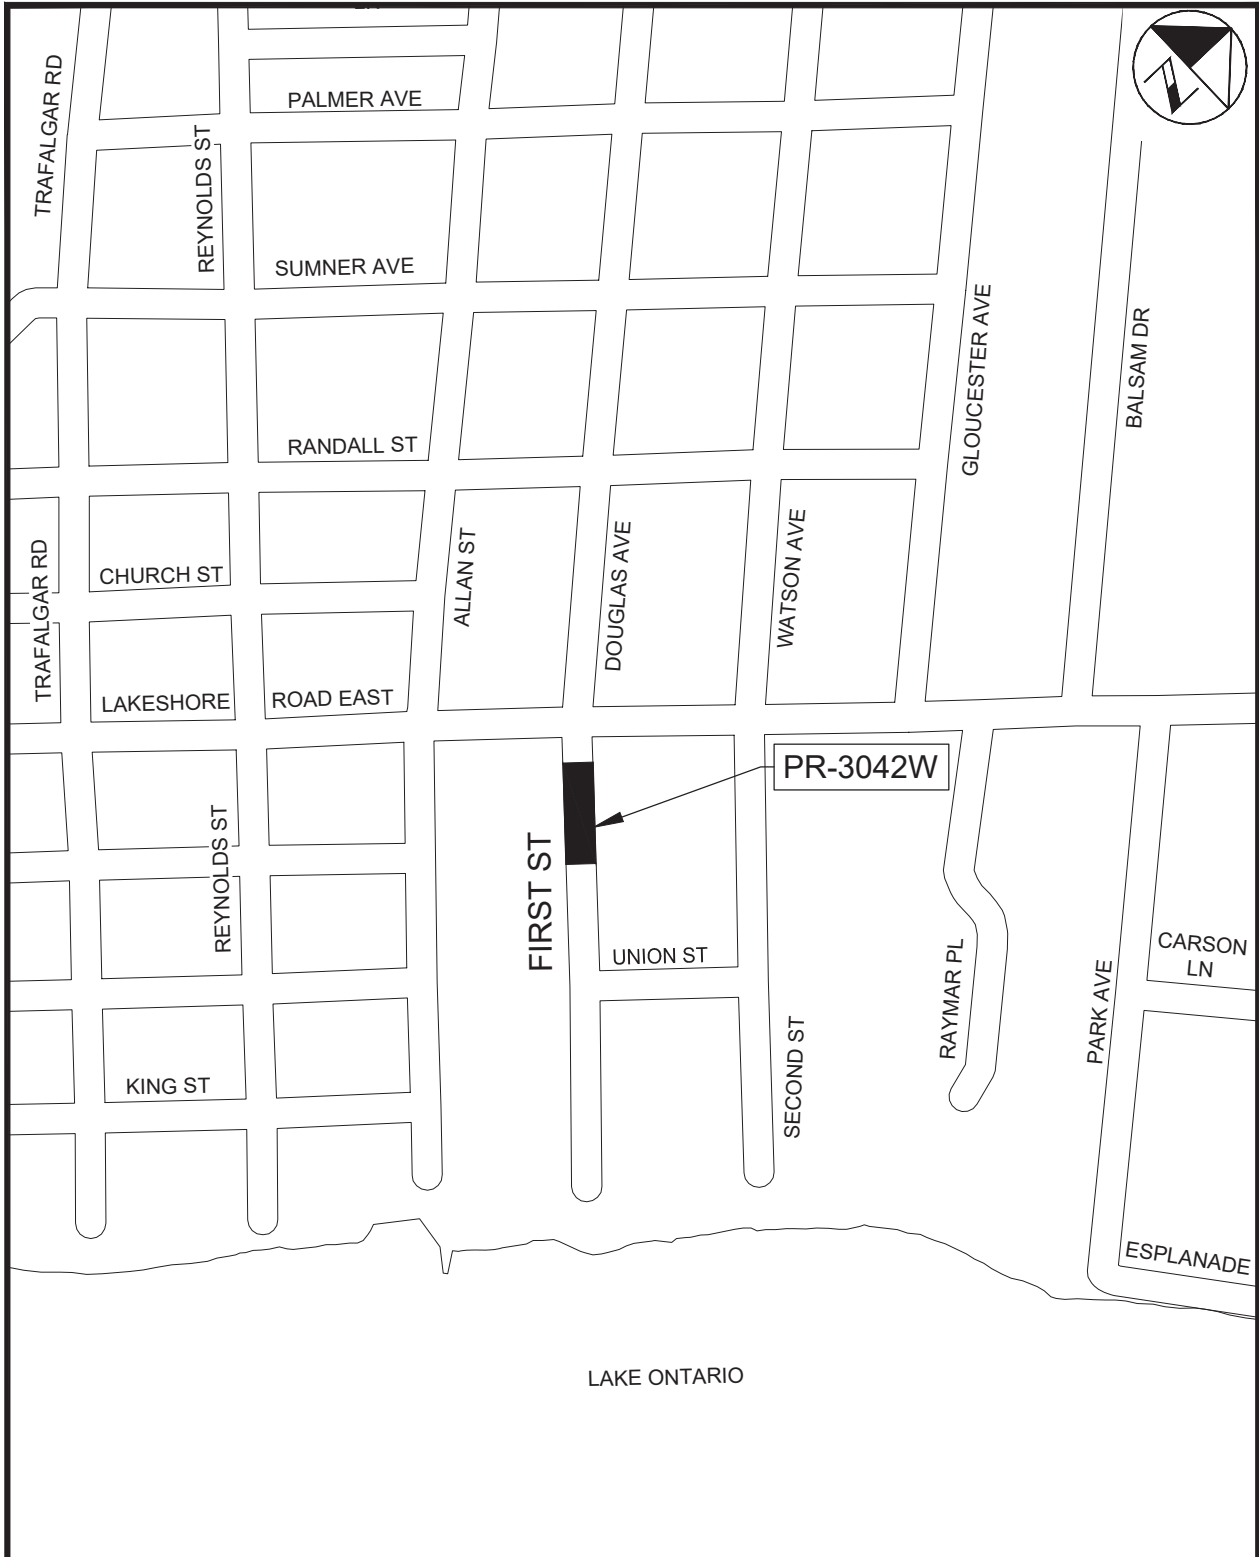 PALMER AVE
TRAFALGAR RD
REYNOLDS ST
SUMNER AVE
GLOUCESTER AVE
BALSAM DR
RANDALL ST
CHURCH ST
TRAFALGAR RD
ALLAN ST
DOUGLAS AVE
WATSON AVE
LAKESHORE ROAD EAST
PR-3042W
REYNOLDS ST
FIRST ST
UNION ST
RAYMAR PL
PARK AVE
CARSON
LN
SECOND ST
KING ST
ESPLANADE
LAKE ONTARIO